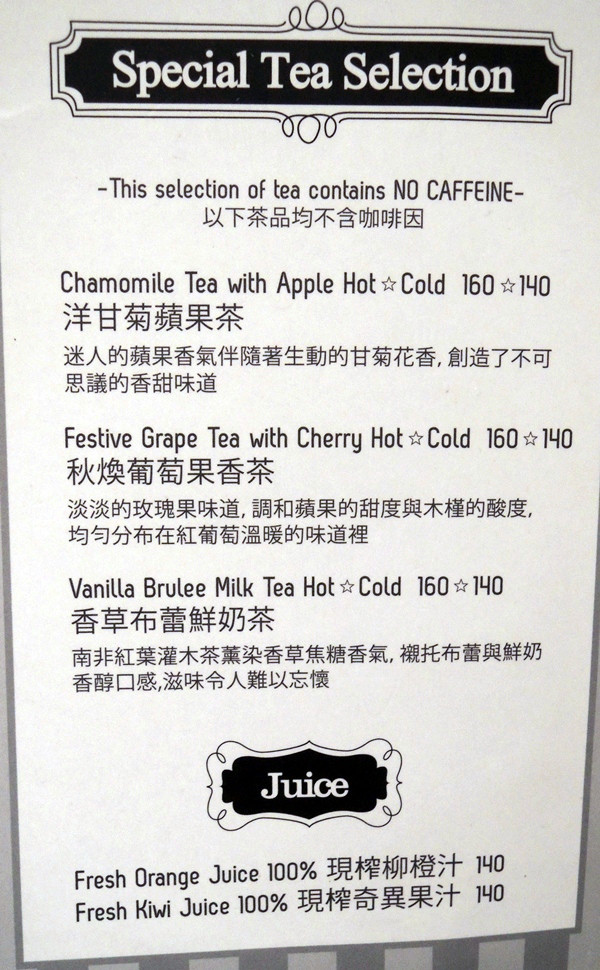 Special Tea Selection
-This selection of tea contains NO CAFFEINE-
以下茶品均不含咖啡因
Chamomile Tea with Apple Hot☆Cold 160☆140
洋甘菊蘋果茶
迷人的蘋果香氣伴隨著生動的甘菊花香, 創造了不可
思議的香甜味道
Festive Grape Tea with Cherry Hot☆Cold 160☆140
秋煥葡萄果香茶
淡淡的玫瑰果味道, 調和蘋果的甜度與木槿的酸度,
均勻分布在紅葡萄溫暖的味道裡
Vanilla Brulee Milk Tea Hot☆Cold 160☆140
香草布蕾鮮奶茶
南非紅葉灌木茶薰染香草焦糖香氣, 襯托布蕾與鮮奶
香醇口感,滋味令人難以忘懷
Juice
Fresh Orange Juice 100% 現榨柳橙汁 140
Fresh Kiwi Juice 100% 現榨奇異果汁 140